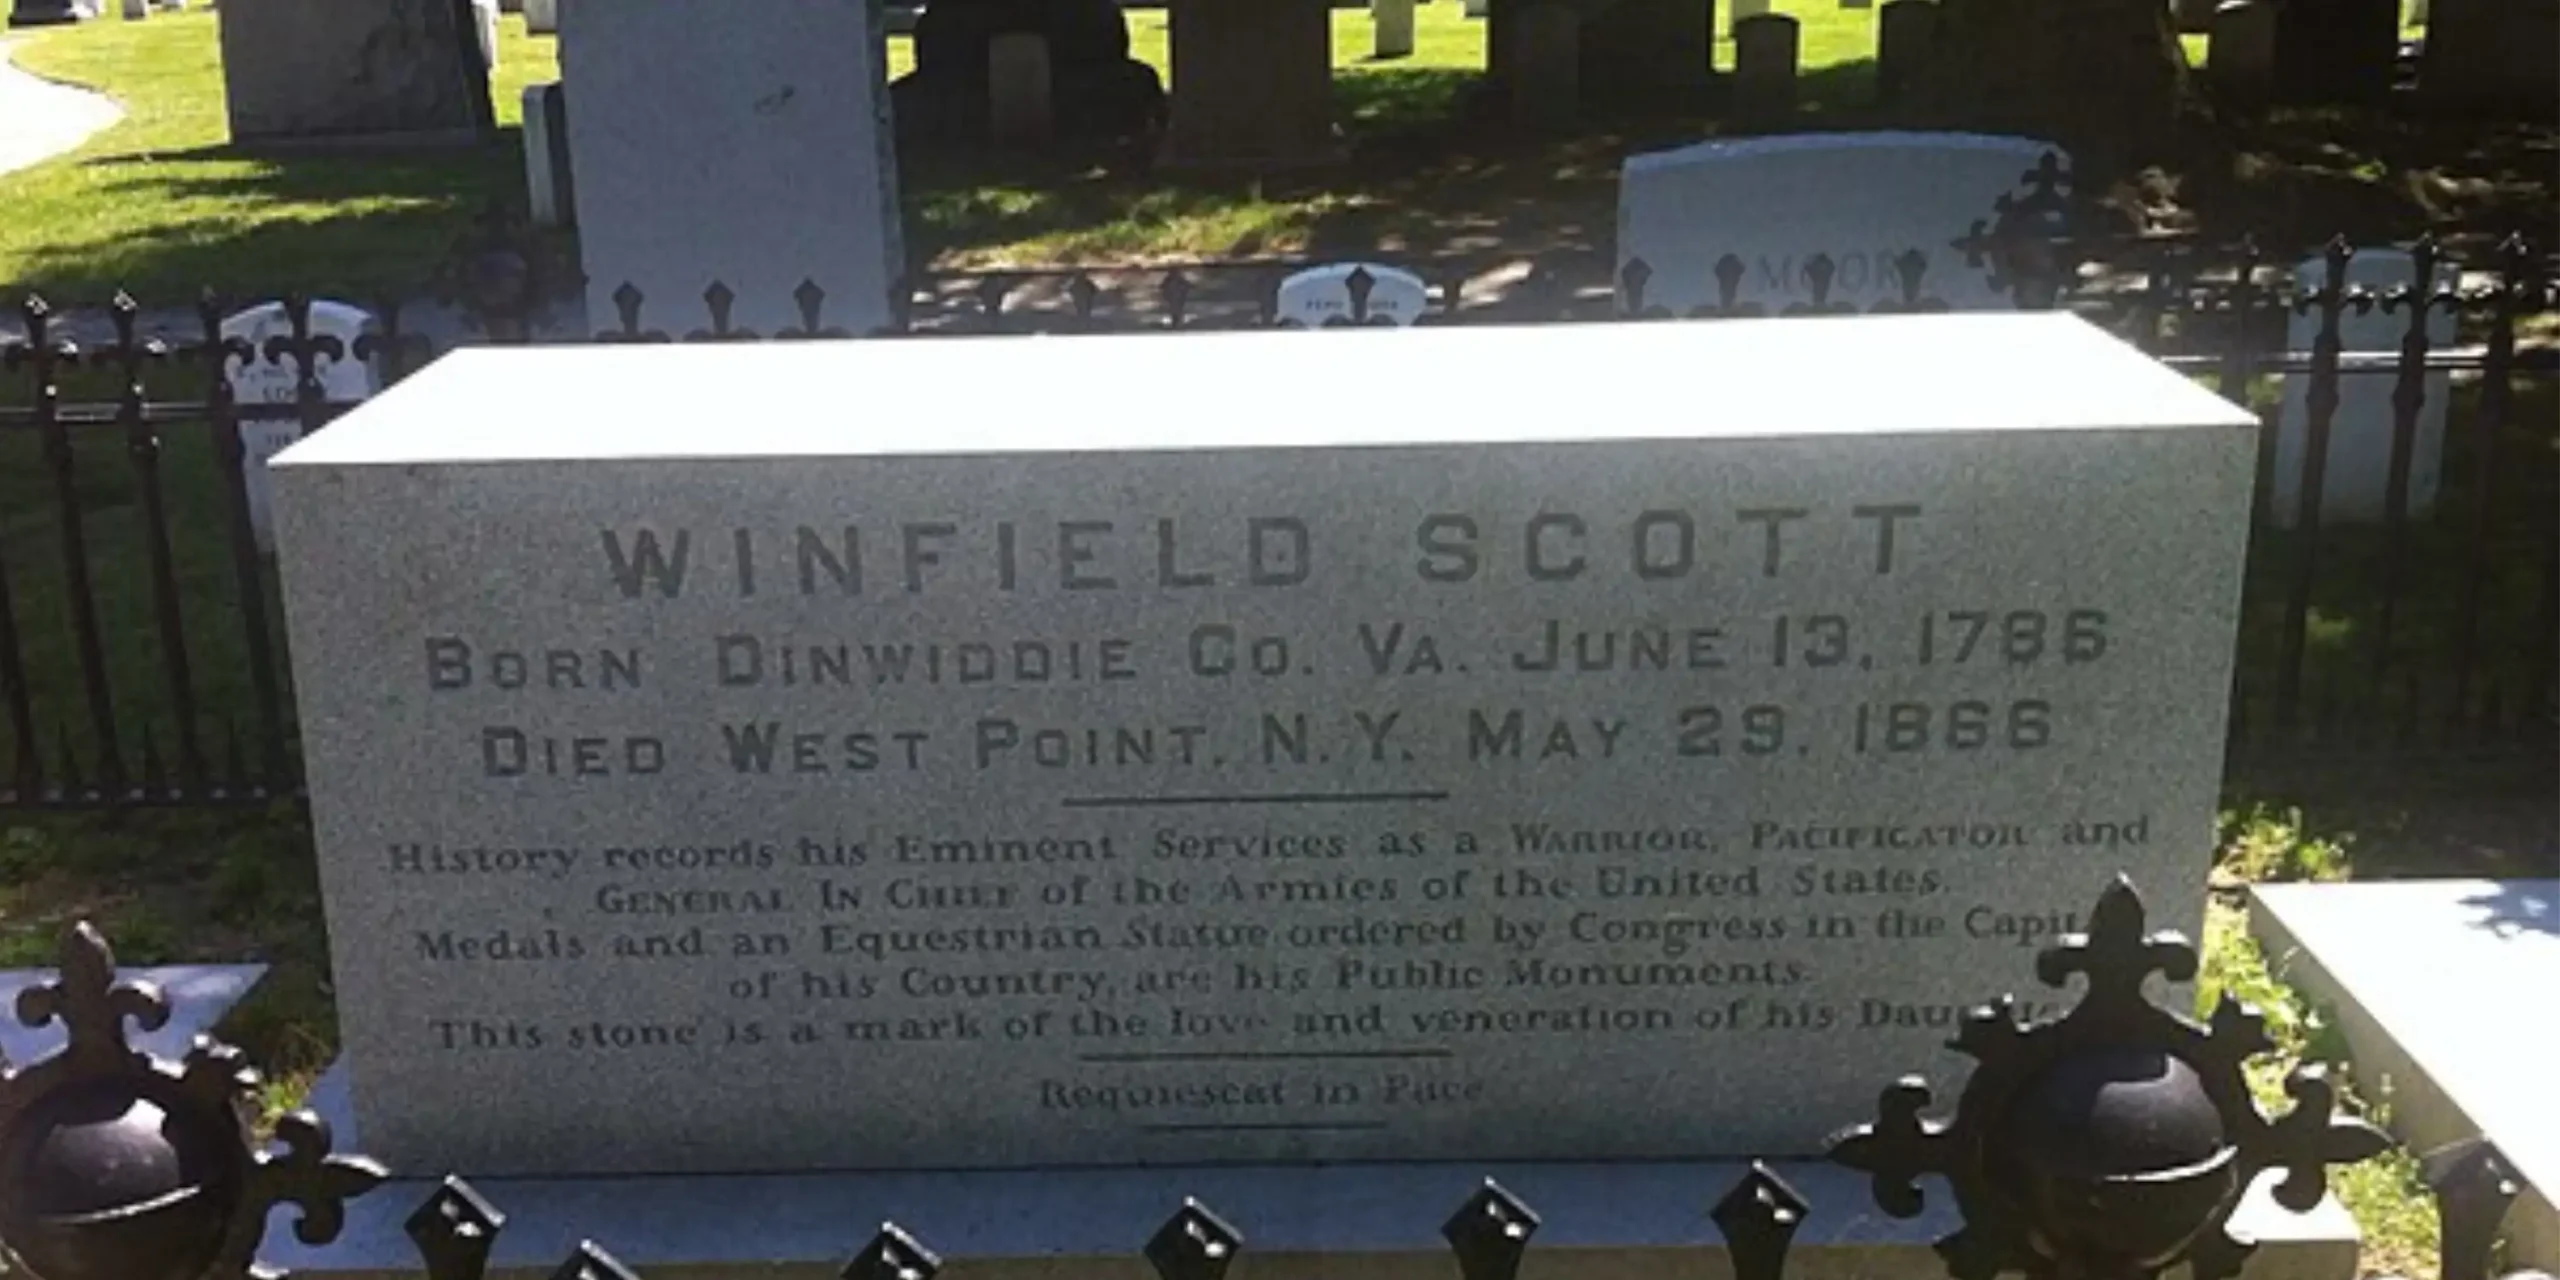 MOORE
WINFIELD SCOTT
BORN DINWIDDIE CO. VA. JUNE 13, 1786
DIED WEST POINT, N.Y. MAY 29, 1866
History records his Eminent Services as a WARRIOR, PACIFICATOR and
GENERAL IN CHIEF of the Armies of the United States.
Medals and an Equestrian Statue ordered by Congress in the Capital
of his Country, are his Public Monuments.
This stone is a mark of the love and veneration of his Daughters
Requiescat in Pace